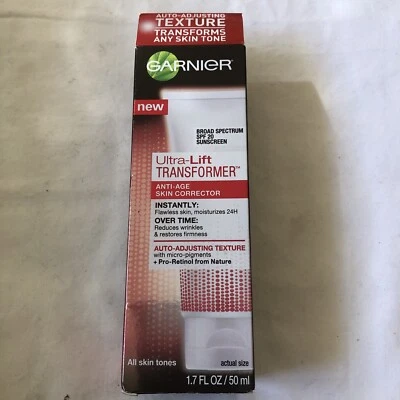 AUTO-ADJUSTING
TEXTURE
TRANSFORMS
ANY SKIN TONE
GARNIER
new
BROAD SPECTRUM
SPF 20
SUNSCREEN
Ultra-Lift
TRANSFORMER™
ANTI-AGE
SKIN CORRECTOR
INSTANTLY:
Flawless skin, moisturizes 24H
OVER TIME:
Reduces wrinkles
& restores firmness
AUTO-ADJUSTING TEXTURE
with micro-pigments
+ Pro-Retinol from Nature
All skin tones
actual size
1.7 FL OZ / 50 ml